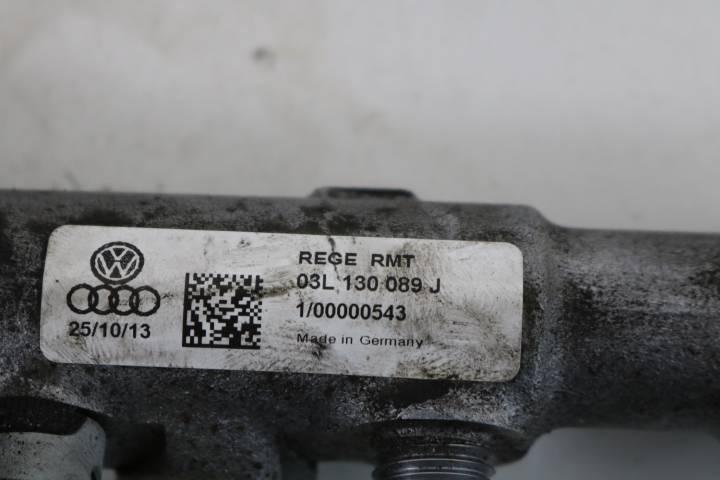 25/10/13
REGE RMT
03L 130 089 J
1/00000543
Made in Germany